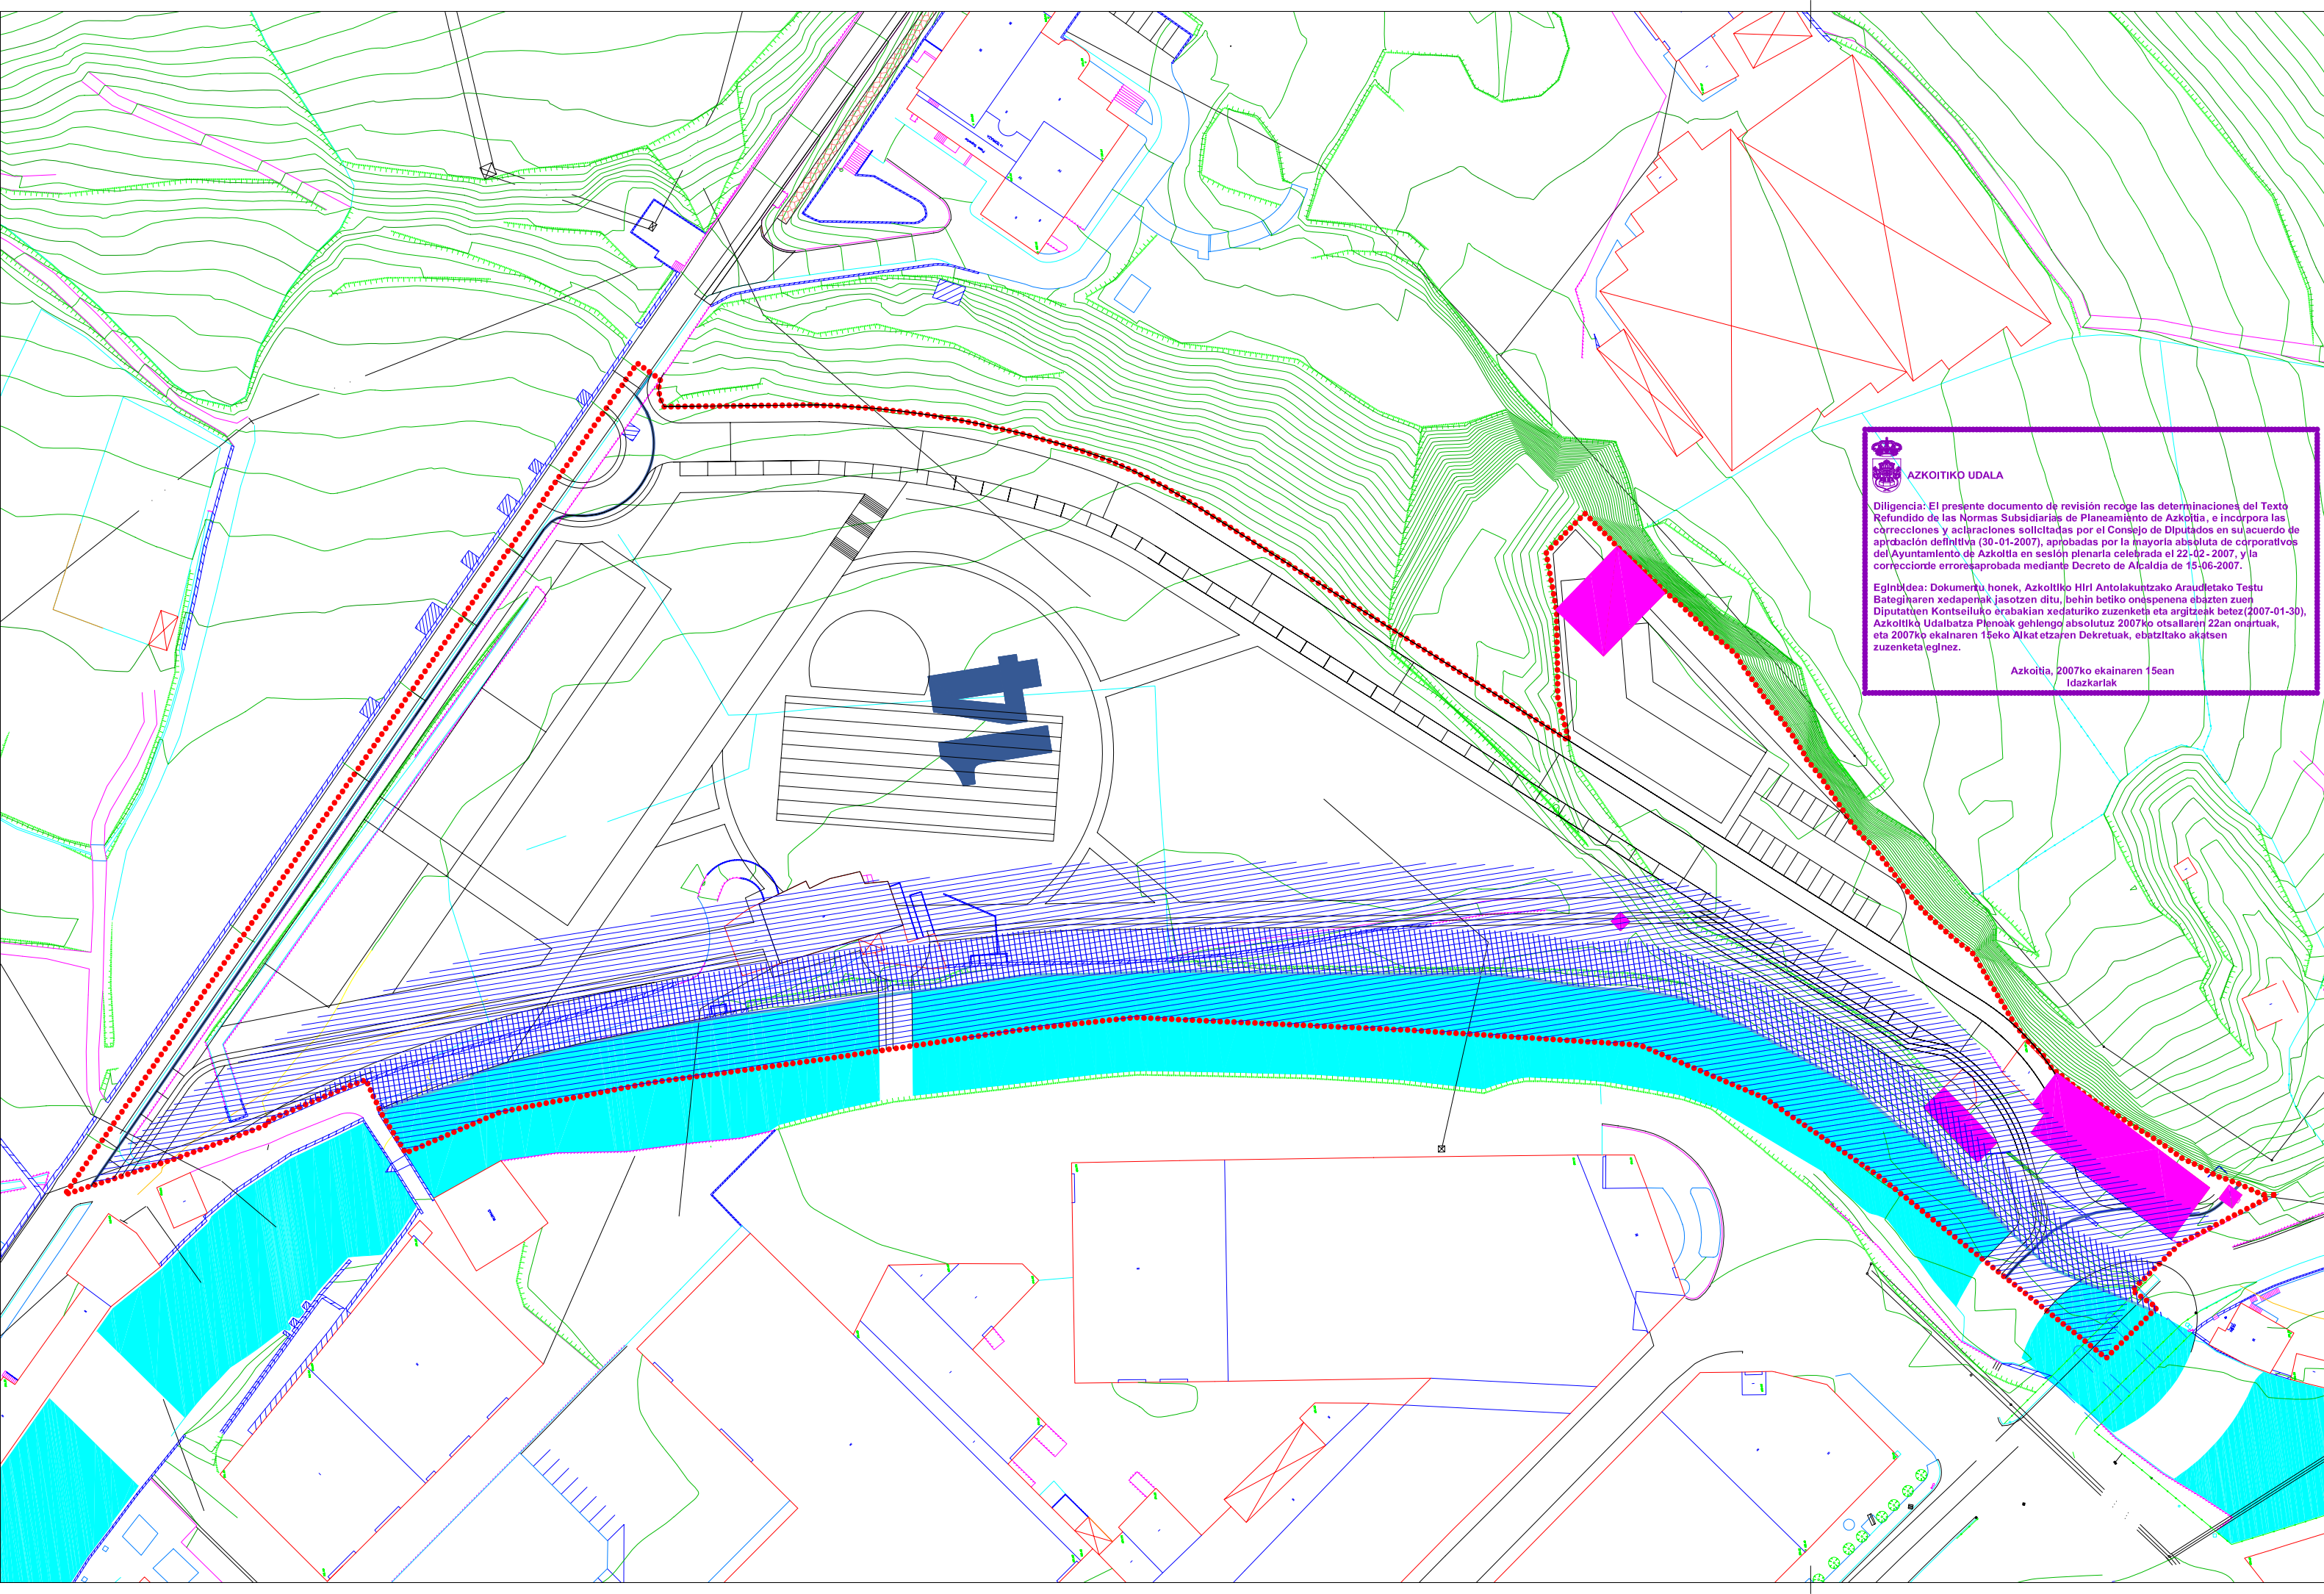 AZKOITIKO UDALA
Diligencia: El presente documento de revisión recoge las determinaciones del Texto
Refundido de las Normas Subsidiarias de Planeamiento de Azkoitia, e incorpora las
correcciones y aclaraciones solicitadas por el Consejo de Diputados en su acuerdo de
aprobación definitiva (30-01-2007), aprobadas por la mayoria absoluta de corporativos
del Ayuntamiento de Azkoitia en sesión plenaria celebrada el 22-02-2007, y la
correccionde erroresaprobada mediante Decreto de Alcaldia de 15-06-2007.
Eginbidea: Dokumentu honek, Azkoitiko Hiri Antolakuntzako Araudietako Testu
Bateginaren xedapenak jasotzen ditu, behin betiko onespenena ebazten zuen
Diputatuen Kontseiluko erabakian xedaturiko zuzenketa eta argitzeak betez(2007-01-30),
Azkoitiko Udalbatza Plenoak gehiengo absolutuz 2007ko otsailaren 22an onartuak,
eta 2007ko ekainaren 15eko Alkatetzaren Dekretuak, ebatzitako akatsen
zuzenketa eginez.
Azkoitia, 2007ko ekainaren 15ean
Idazkariak